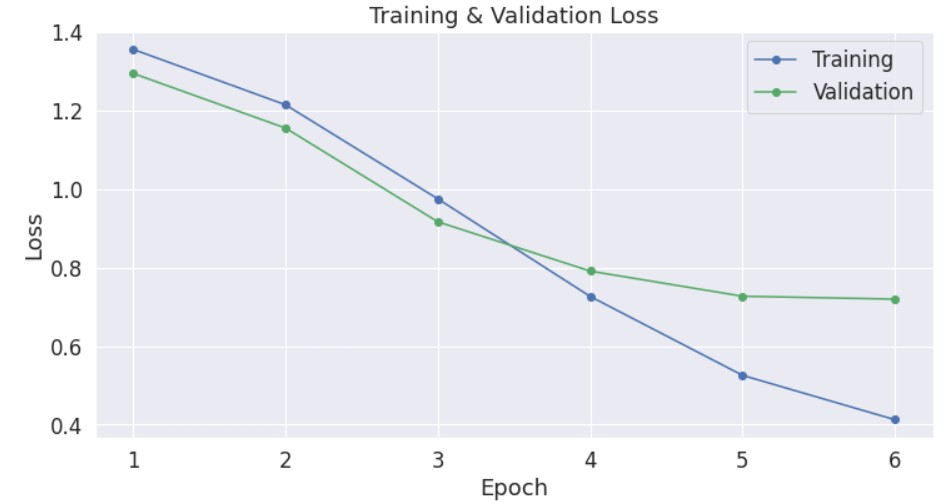 Training & Validation Loss
1.4
1.2
1.0
0.8
0.6
0.4
Loss
Training
Validation
1 2 3 4 5 6
Epoch